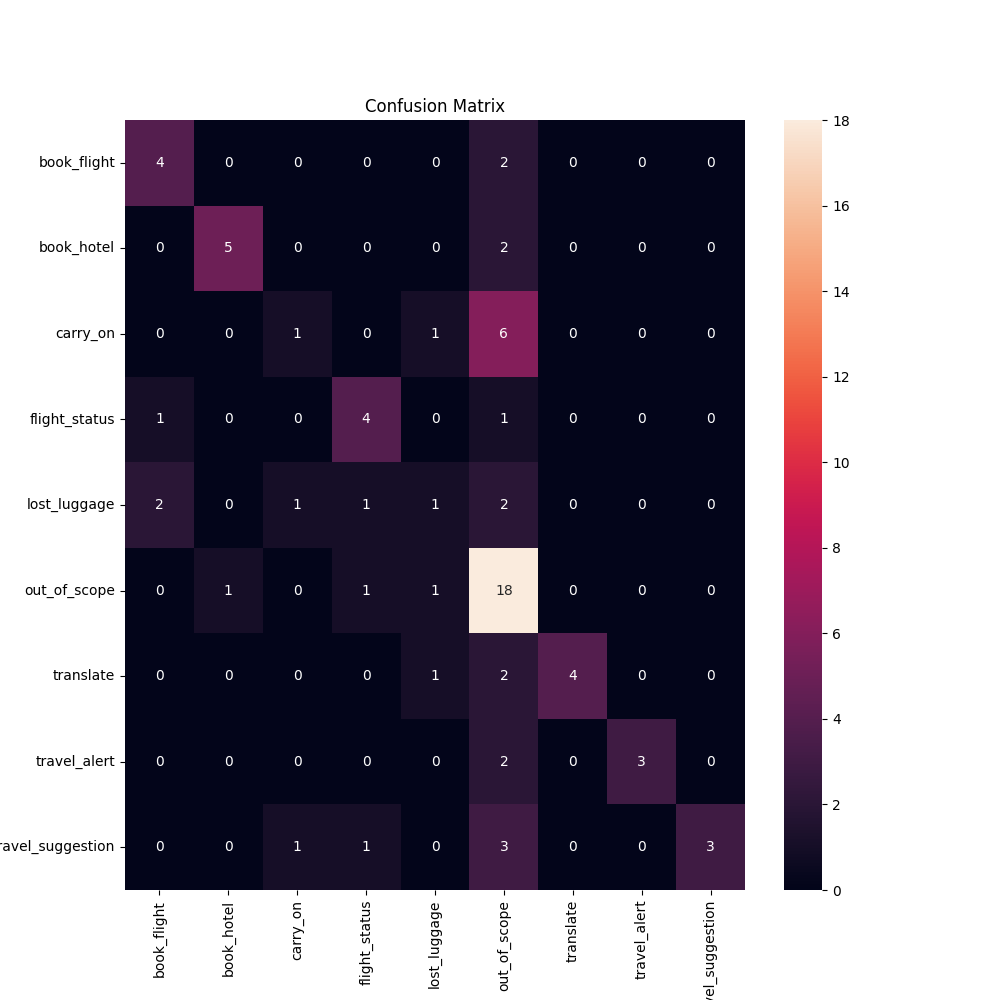 Confusion Matrix
book_flight 4 0 0 0 0 2 0 0 0
book_hotel 0 5 0 0 0 2 0 0 0
carry_on 0 0 1 0 1 6 0 0 0
flight_status 1 0 0 4 0 1 0 0 0
lost_luggage 2 0 1 1 1 2 0 0 0
out_of_scope 0 1 0 1 1 18 0 0 0
translate 0 0 0 0 1 2 4 0 0
travel_alert 0 0 0 0 0 2 0 3 0
ravel_suggestion 0 0 1 1 0 3 0 0 3
book_flight
book_hotel
carry_on
flight_status
lost_luggage
out_of_scope
translate
travel_alert
vel_suggestion
18
16
14
12
10
8
6
4
2
0